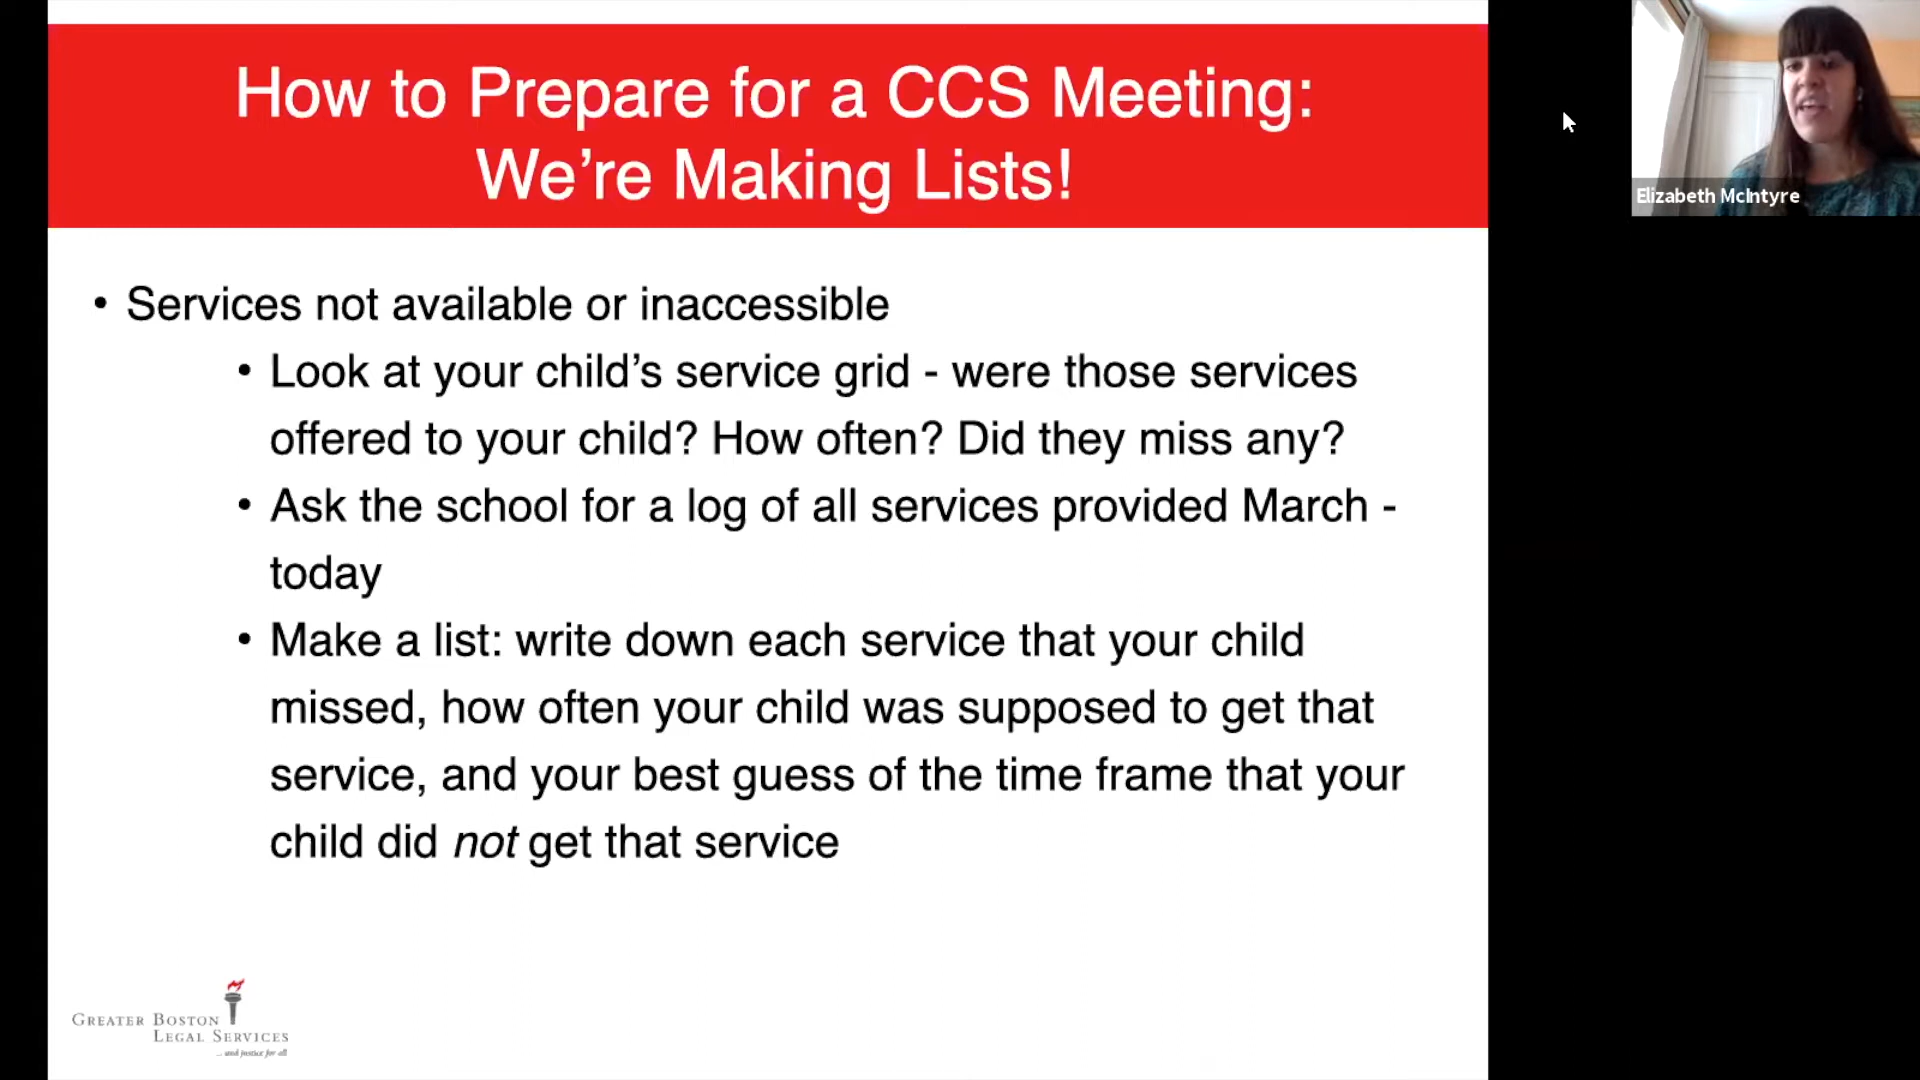 How to Prepare for a CCS Meeting:
We’re Making Lists!
Elizabeth McIntyre
• Services not available or inaccessible
• Look at your child’s service grid - were those services
offered to your child? How often? Did they miss any?
• Ask the school for a log of all services provided March -
today
• Make a list: write down each service that your child
missed, how often your child was supposed to get that
service, and your best guess of the time frame that your
child did not get that service
GREATER BOSTON
LEGAL SERVICES
... and justice for all